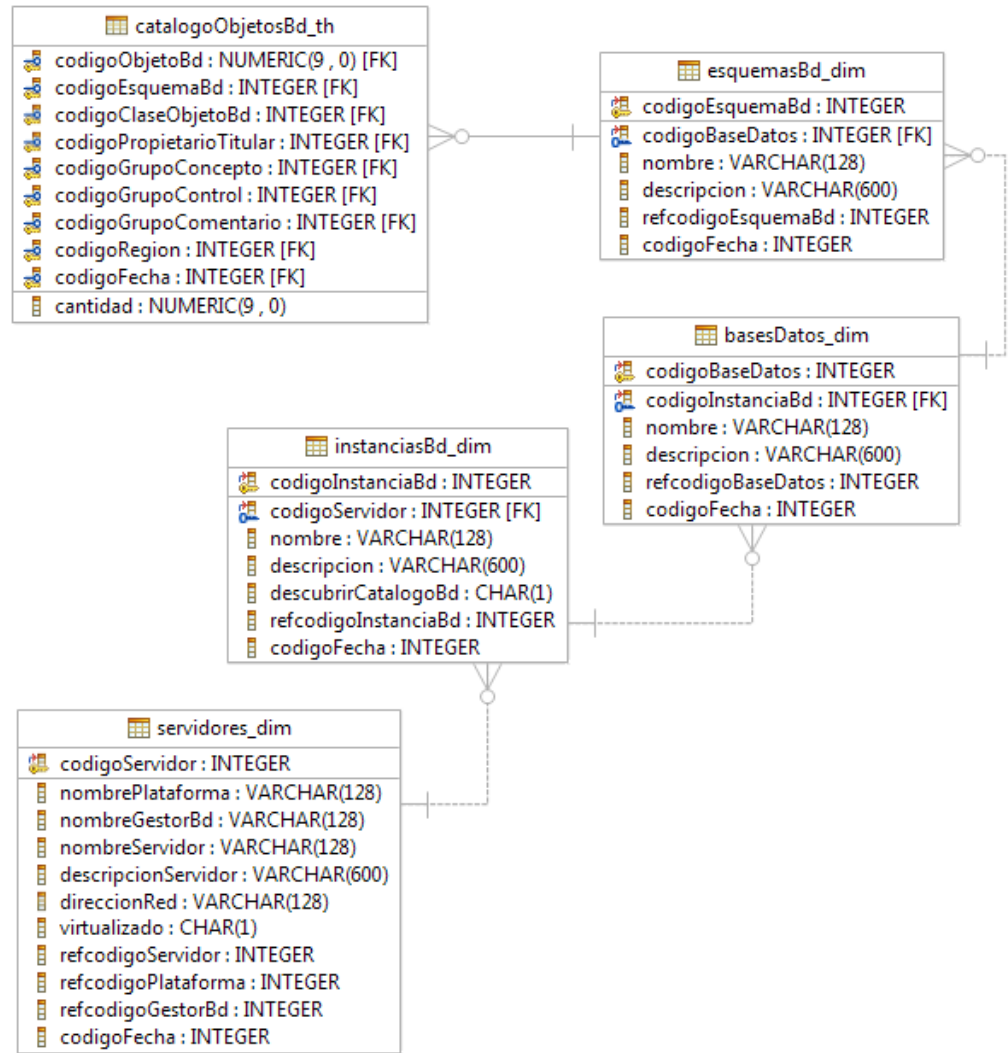 catalogoObjetosBd_th
codigoObjetoBd : NUMERIC(9 , 0) [FK]
codigoEsquemaBd : INTEGER [FK]
codigoClaseObjetoBd : INTEGER [FK]
codigoPropietarioTitular : INTEGER [FK]
codigoGrupoConcepto : INTEGER [FK]
codigoGrupoControl : INTEGER [FK]
codigoGrupoComentario : INTEGER [FK]
codigoRegion : INTEGER [FK]
codigoFecha : INTEGER [FK]
cantidad : NUMERIC(9 , 0)
esquemasBd_dim
codigoEsquemaBd : INTEGER
codigoBaseDatos : INTEGER [FK]
nombre : VARCHAR(128)
descripcion : VARCHAR(600)
refcodigoEsquemaBd : INTEGER
codigoFecha : INTEGER
basesDatos_dim
codigoBaseDatos : INTEGER
codigoInstanciaBd : INTEGER [FK]
nombre : VARCHAR(128)
descripcion : VARCHAR(600)
refcodigoBaseDatos : INTEGER
codigoFecha : INTEGER
instanciasBd_dim
codigoInstanciaBd : INTEGER
codigoServidor : INTEGER [FK]
nombre : VARCHAR(128)
descripcion : VARCHAR(600)
descubrirCatalogoBd : CHAR(1)
refcodigoInstanciaBd : INTEGER
codigoFecha : INTEGER
servidores_dim
codigoServidor : INTEGER
nombrePlataforma : VARCHAR(128)
nombreGestorBd : VARCHAR(128)
nombreServidor : VARCHAR(128)
descripcionServidor : VARCHAR(600)
direccionRed : VARCHAR(128)
virtualizado : CHAR(1)
refcodigoServidor : INTEGER
refcodigoPlataforma : INTEGER
refcodigoGestorBd : INTEGER
codigoFecha : INTEGER